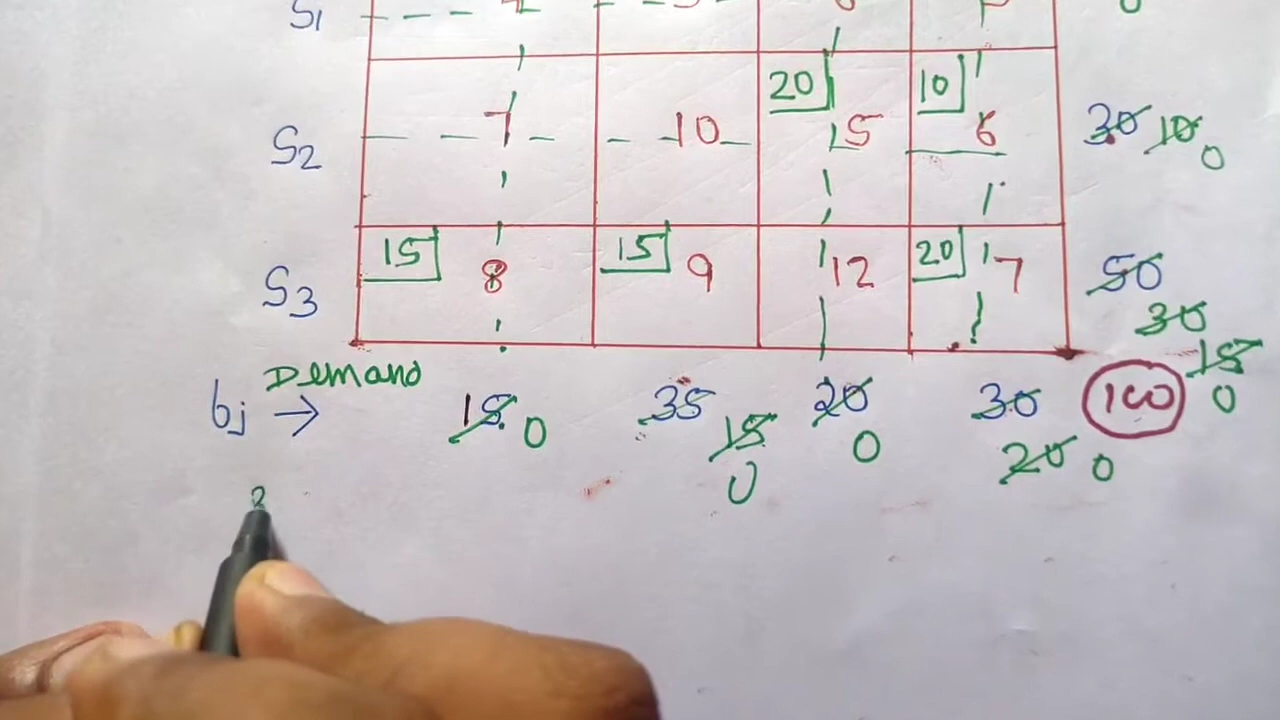 S1
20 10
S2 7 10 5 6 30 10 0
15 15 20
S3 8 9 12 7 50
30
Demand 15
bj → 15 0 35 20 30 100 0
15 0 20 0
0